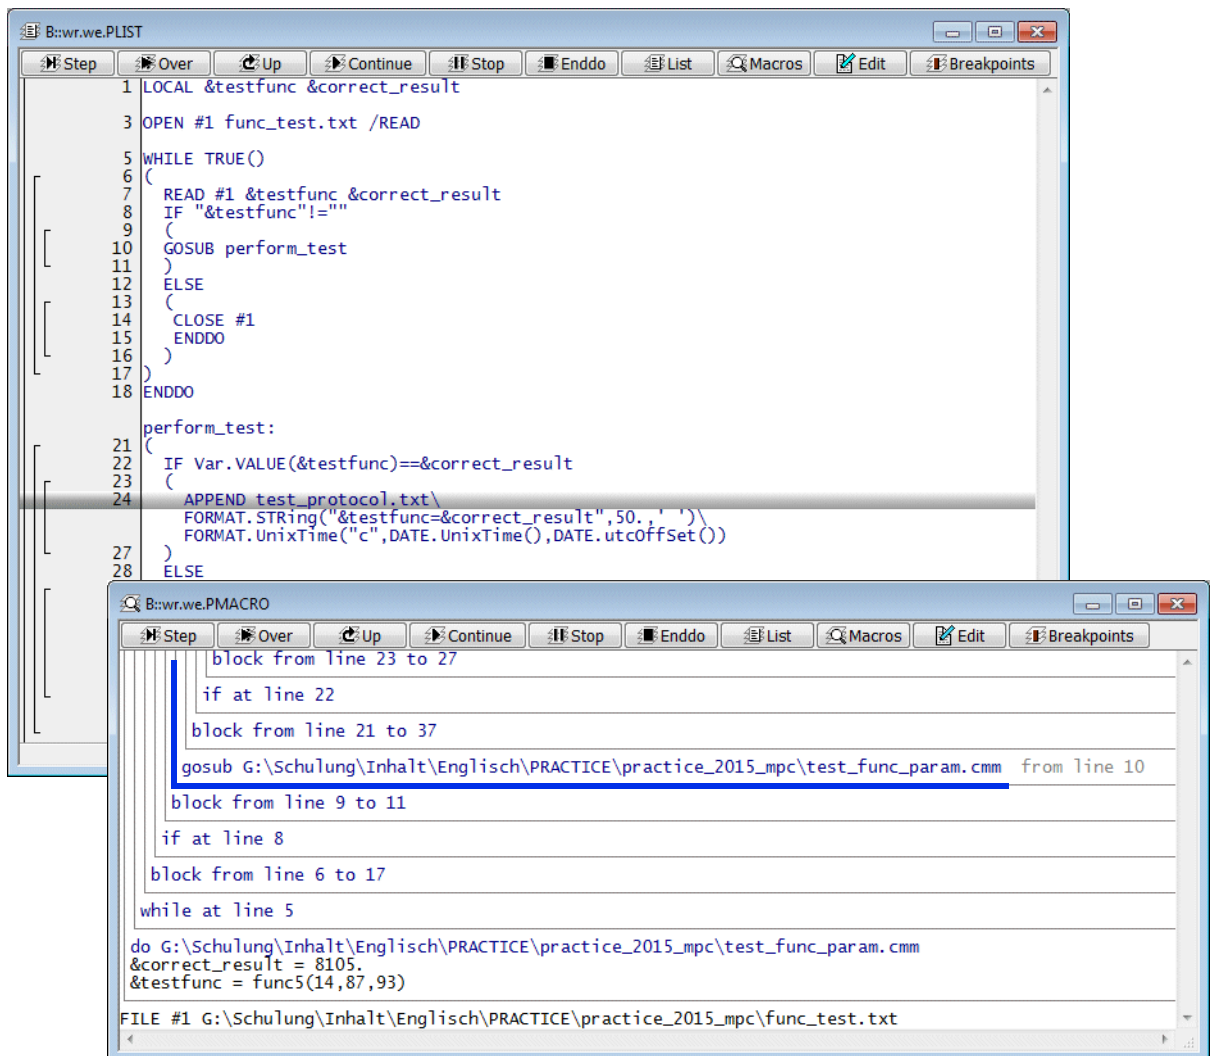 B::wr.we.PLIST
Step Over Up Continue Stop Enddo List Macros Edit Breakpoints
1 LOCAL &testfunc &correct_result
3 OPEN #1 func_test.txt /READ
5 WHILE TRUE()
6 (
7 READ #1 &testfunc &correct_result
8 IF "&testfunc"!=""
9 (
10 GOSUB perform_test
11 )
12 ELSE
13 (
14 CLOSE #1
15 ENDDO
16 )
17 )
18 ENDDO
perform_test:
21 (
22 IF Var.VALUE(&testfunc)==&correct_result
23 (
24 APPEND test_protocol.txt\
FORMAT.STRing("&testfunc=&correct_result",50.,' ')\
FORMAT.UnixTime("c",DATE.UnixTime(),DATE.utcOffSet())
27 )
28 ELSE
B::wr.we.PMACRO
Step Over Up Continue Stop Enddo List Macros Edit Breakpoints
block from line 23 to 27
if at line 22
block from line 21 to 37
gosub G:\Schulung\Inhalt\Englisch\PRACTICE\practice_2015_mpc\test_func_param.cmm from line 10
block from line 9 to 11
if at line 8
block from line 6 to 17
while at line 5
do G:\Schulung\Inhalt\Englisch\PRACTICE\practice_2015_mpc\test_func_param.cmm
&correct_result = 8105.
&testfunc = func5(14,87,93)
FILE #1 G:\Schulung\Inhalt\Englisch\PRACTICE\practice_2015_mpc\func_test.txt